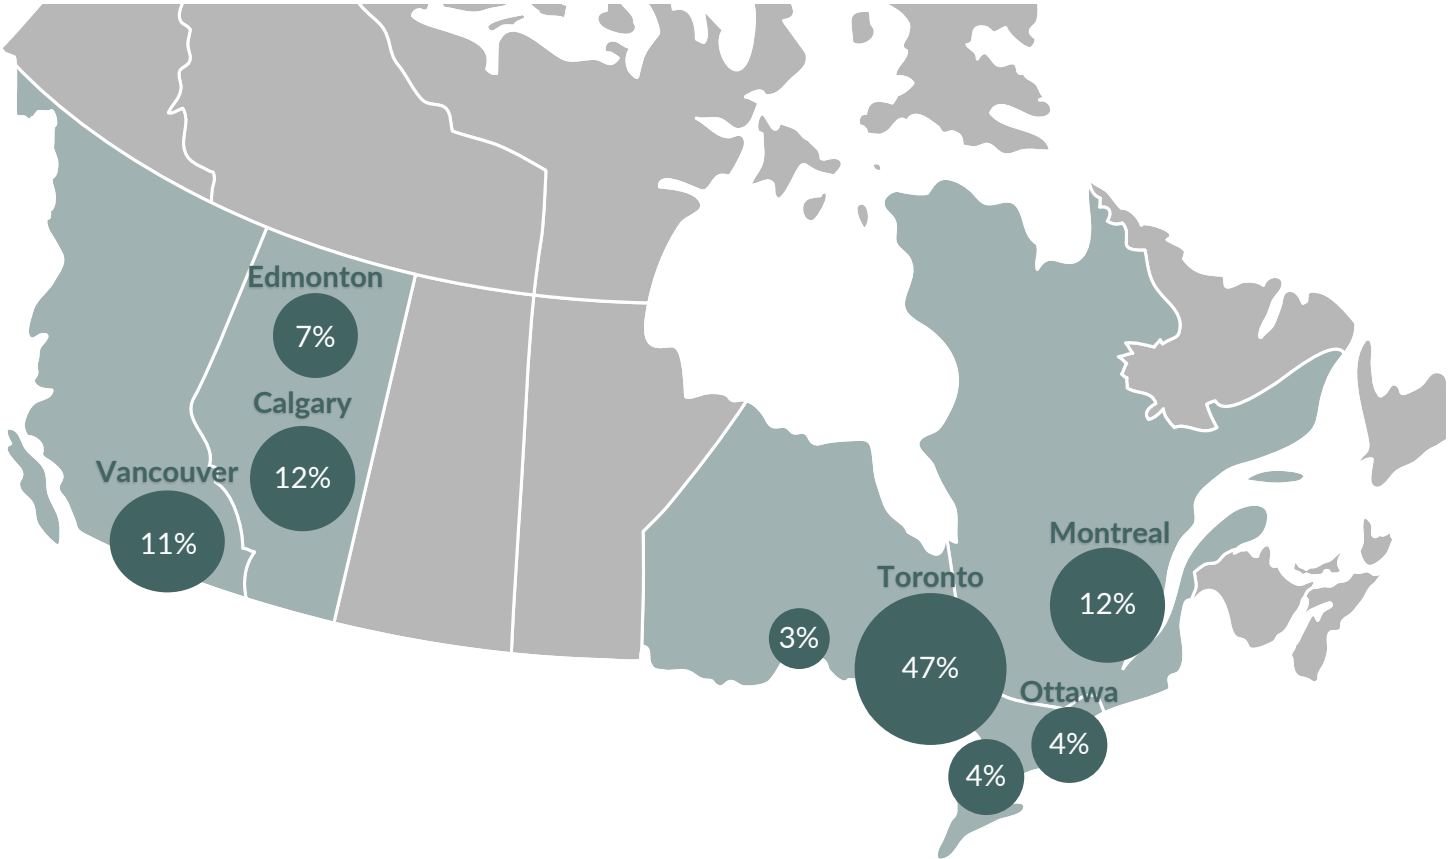 Edmonton
7%
Calgary
12%
Vancouver
11%
Montreal
12%
Toronto
47%
3%
Ottawa
4%
4%